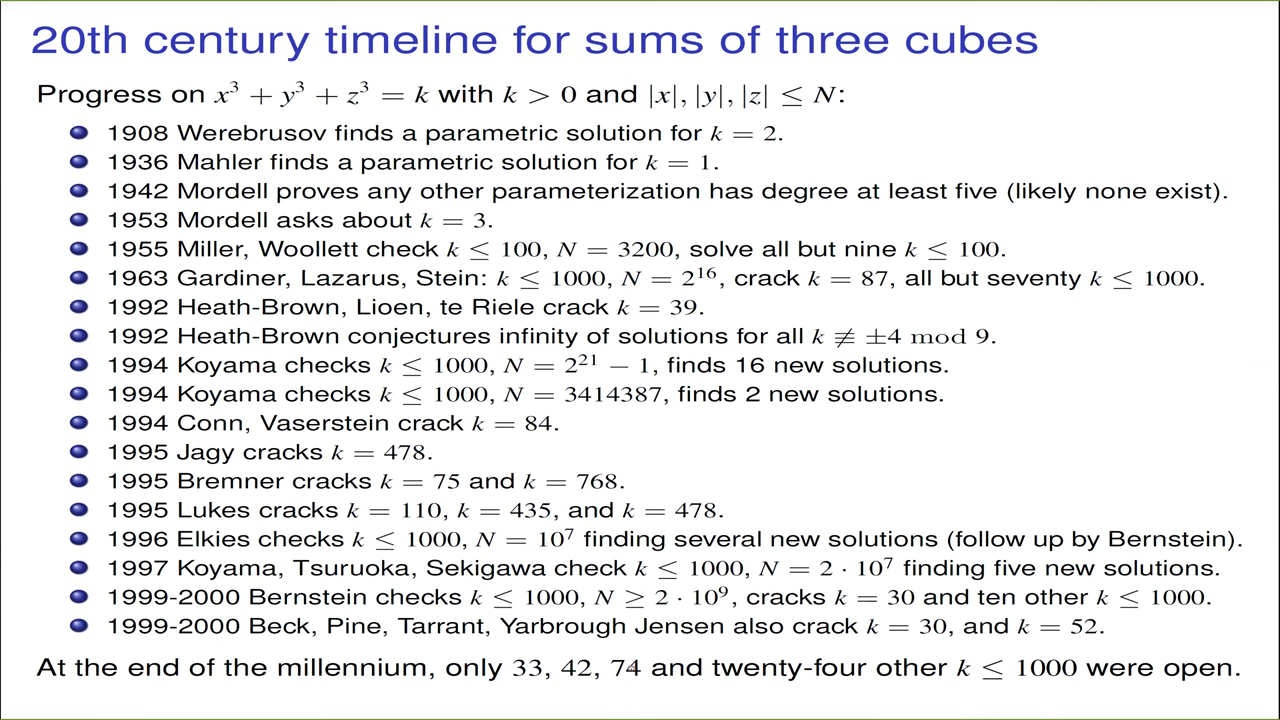 20th century timeline for sums of three cubes
Progress on x³ + y³ + z³ = k with k > 0 and |x|, |y|, |z| ≤ N:
1908 Werebrusov finds a parametric solution for k = 2.
1936 Mahler finds a parametric solution for k = 1.
1942 Mordell proves any other parameterization has degree at least five (likely none exist).
1953 Mordell asks about k = 3.
1955 Miller, Woollett check k ≤ 100, N = 3200, solve all but nine k ≤ 100.
1963 Gardiner, Lazarus, Stein: k ≤ 1000, N = 2¹⁶, crack k = 87, all but seventy k ≤ 1000.
1992 Heath-Brown, Lioen, te Riele crack k = 39.
1992 Heath-Brown conjectures infinity of solutions for all k ≢ ±4 mod 9.
1994 Koyama checks k ≤ 1000, N = 2²¹ − 1, finds 16 new solutions.
1994 Koyama checks k ≤ 1000, N = 3414387, finds 2 new solutions.
1994 Conn, Vaserstein crack k = 84.
1995 Jagy cracks k = 478.
1995 Bremner cracks k = 75 and k = 768.
1995 Lukes cracks k = 110, k = 435, and k = 478.
1996 Elkies checks k ≤ 1000, N = 10⁷ finding several new solutions (follow up by Bernstein).
1997 Koyama, Tsuruoka, Sekigawa check k ≤ 1000, N = 2 · 10⁷ finding five new solutions.
1999-2000 Bernstein checks k ≤ 1000, N ≥ 2 · 10⁹, cracks k = 30 and ten other k ≤ 1000.
1999-2000 Beck, Pine, Tarrant, Yarbrough Jensen also crack k = 30, and k = 52.
At the end of the millennium, only 33, 42, 74 and twenty-four other k ≤ 1000 were open.